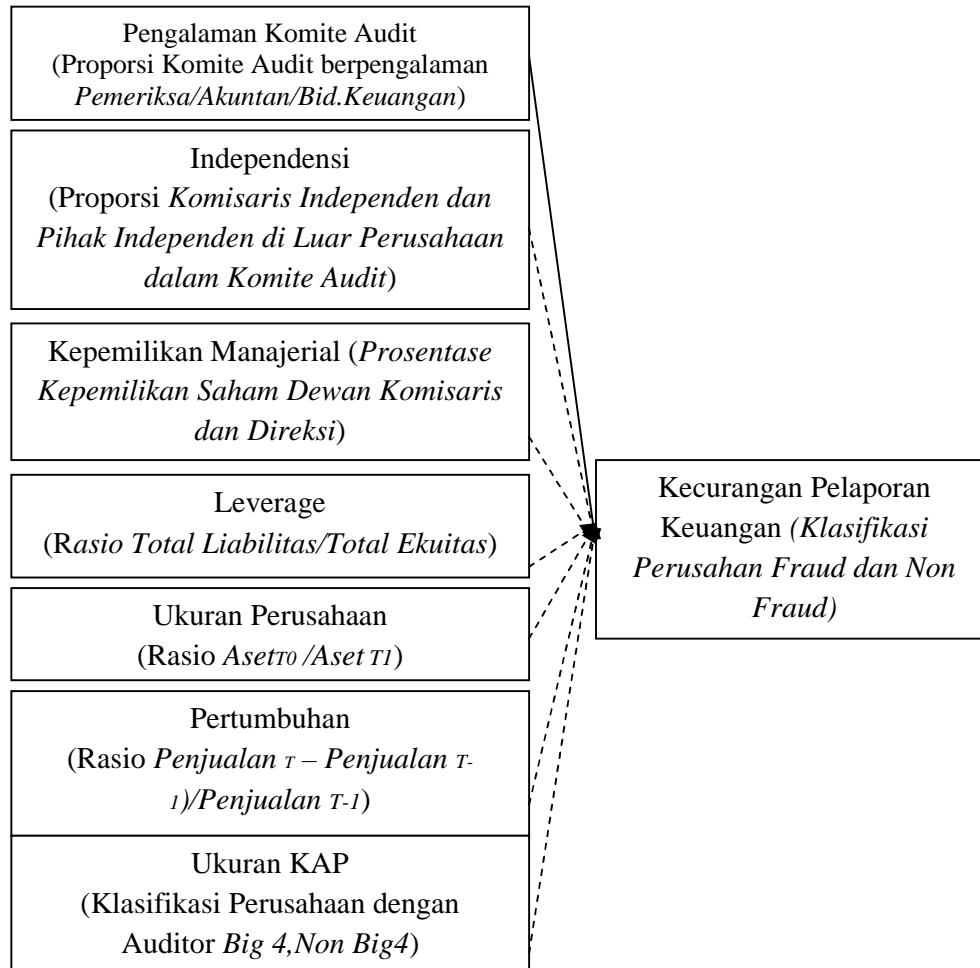 Pengalaman Komite Audit
(Proporsi Komite Audit berpengalaman
Pemeriksa/Akuntan/Bid.Keuangan)
Independensi
(Proporsi Komisaris Independen dan
Pihak Independen di Luar Perusahaan
dalam Komite Audit)
Kepemilikan Manajerial (Prosentase
Kepemilikan Saham Dewan Komisaris
dan Direksi)
Leverage
(Rasio Total Liabilitas/Total Ekuitas)
Ukuran Perusahaan
(Rasio AsetT0 /Aset T1)
Pertumbuhan
(Rasio Penjualan T – Penjualan T-
1)/Penjualan T-1)
Ukuran KAP
(Klasifikasi Perusahaan dengan
Auditor Big 4,Non Big4)
Kecurangan Pelaporan
Keuangan (Klasifikasi
Perusahan Fraud dan Non
Fraud)